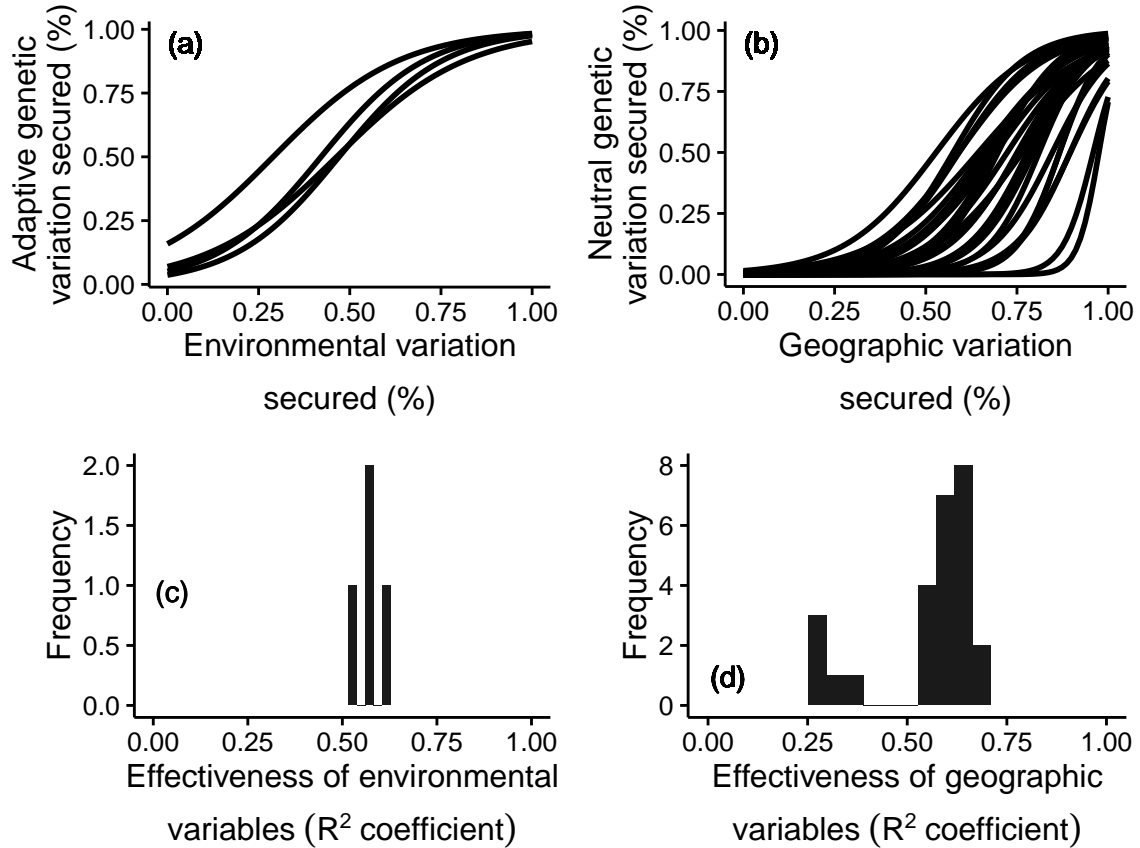 (a)
Adaptive genetic
variation secured (%)
1.00
0.75
0.50
0.25
0.00
0.00 0.25 0.50 0.75 1.00
Environmental variation
secured (%)
(b)
Neutral genetic
variation secured (%)
1.00
0.75
0.50
0.25
0.00
0.00 0.25 0.50 0.75 1.00
Geographic variation
secured (%)
(c)
Frequency
2.0
1.5
1.0
0.5
0.0
0.00 0.25 0.50 0.75 1.00
Effectiveness of environmental
variables (R² coefficient)
(d)
Frequency
8
6
4
2
0
0.00 0.25 0.50 0.75 1.00
Effectiveness of geographic
variables (R² coefficient)